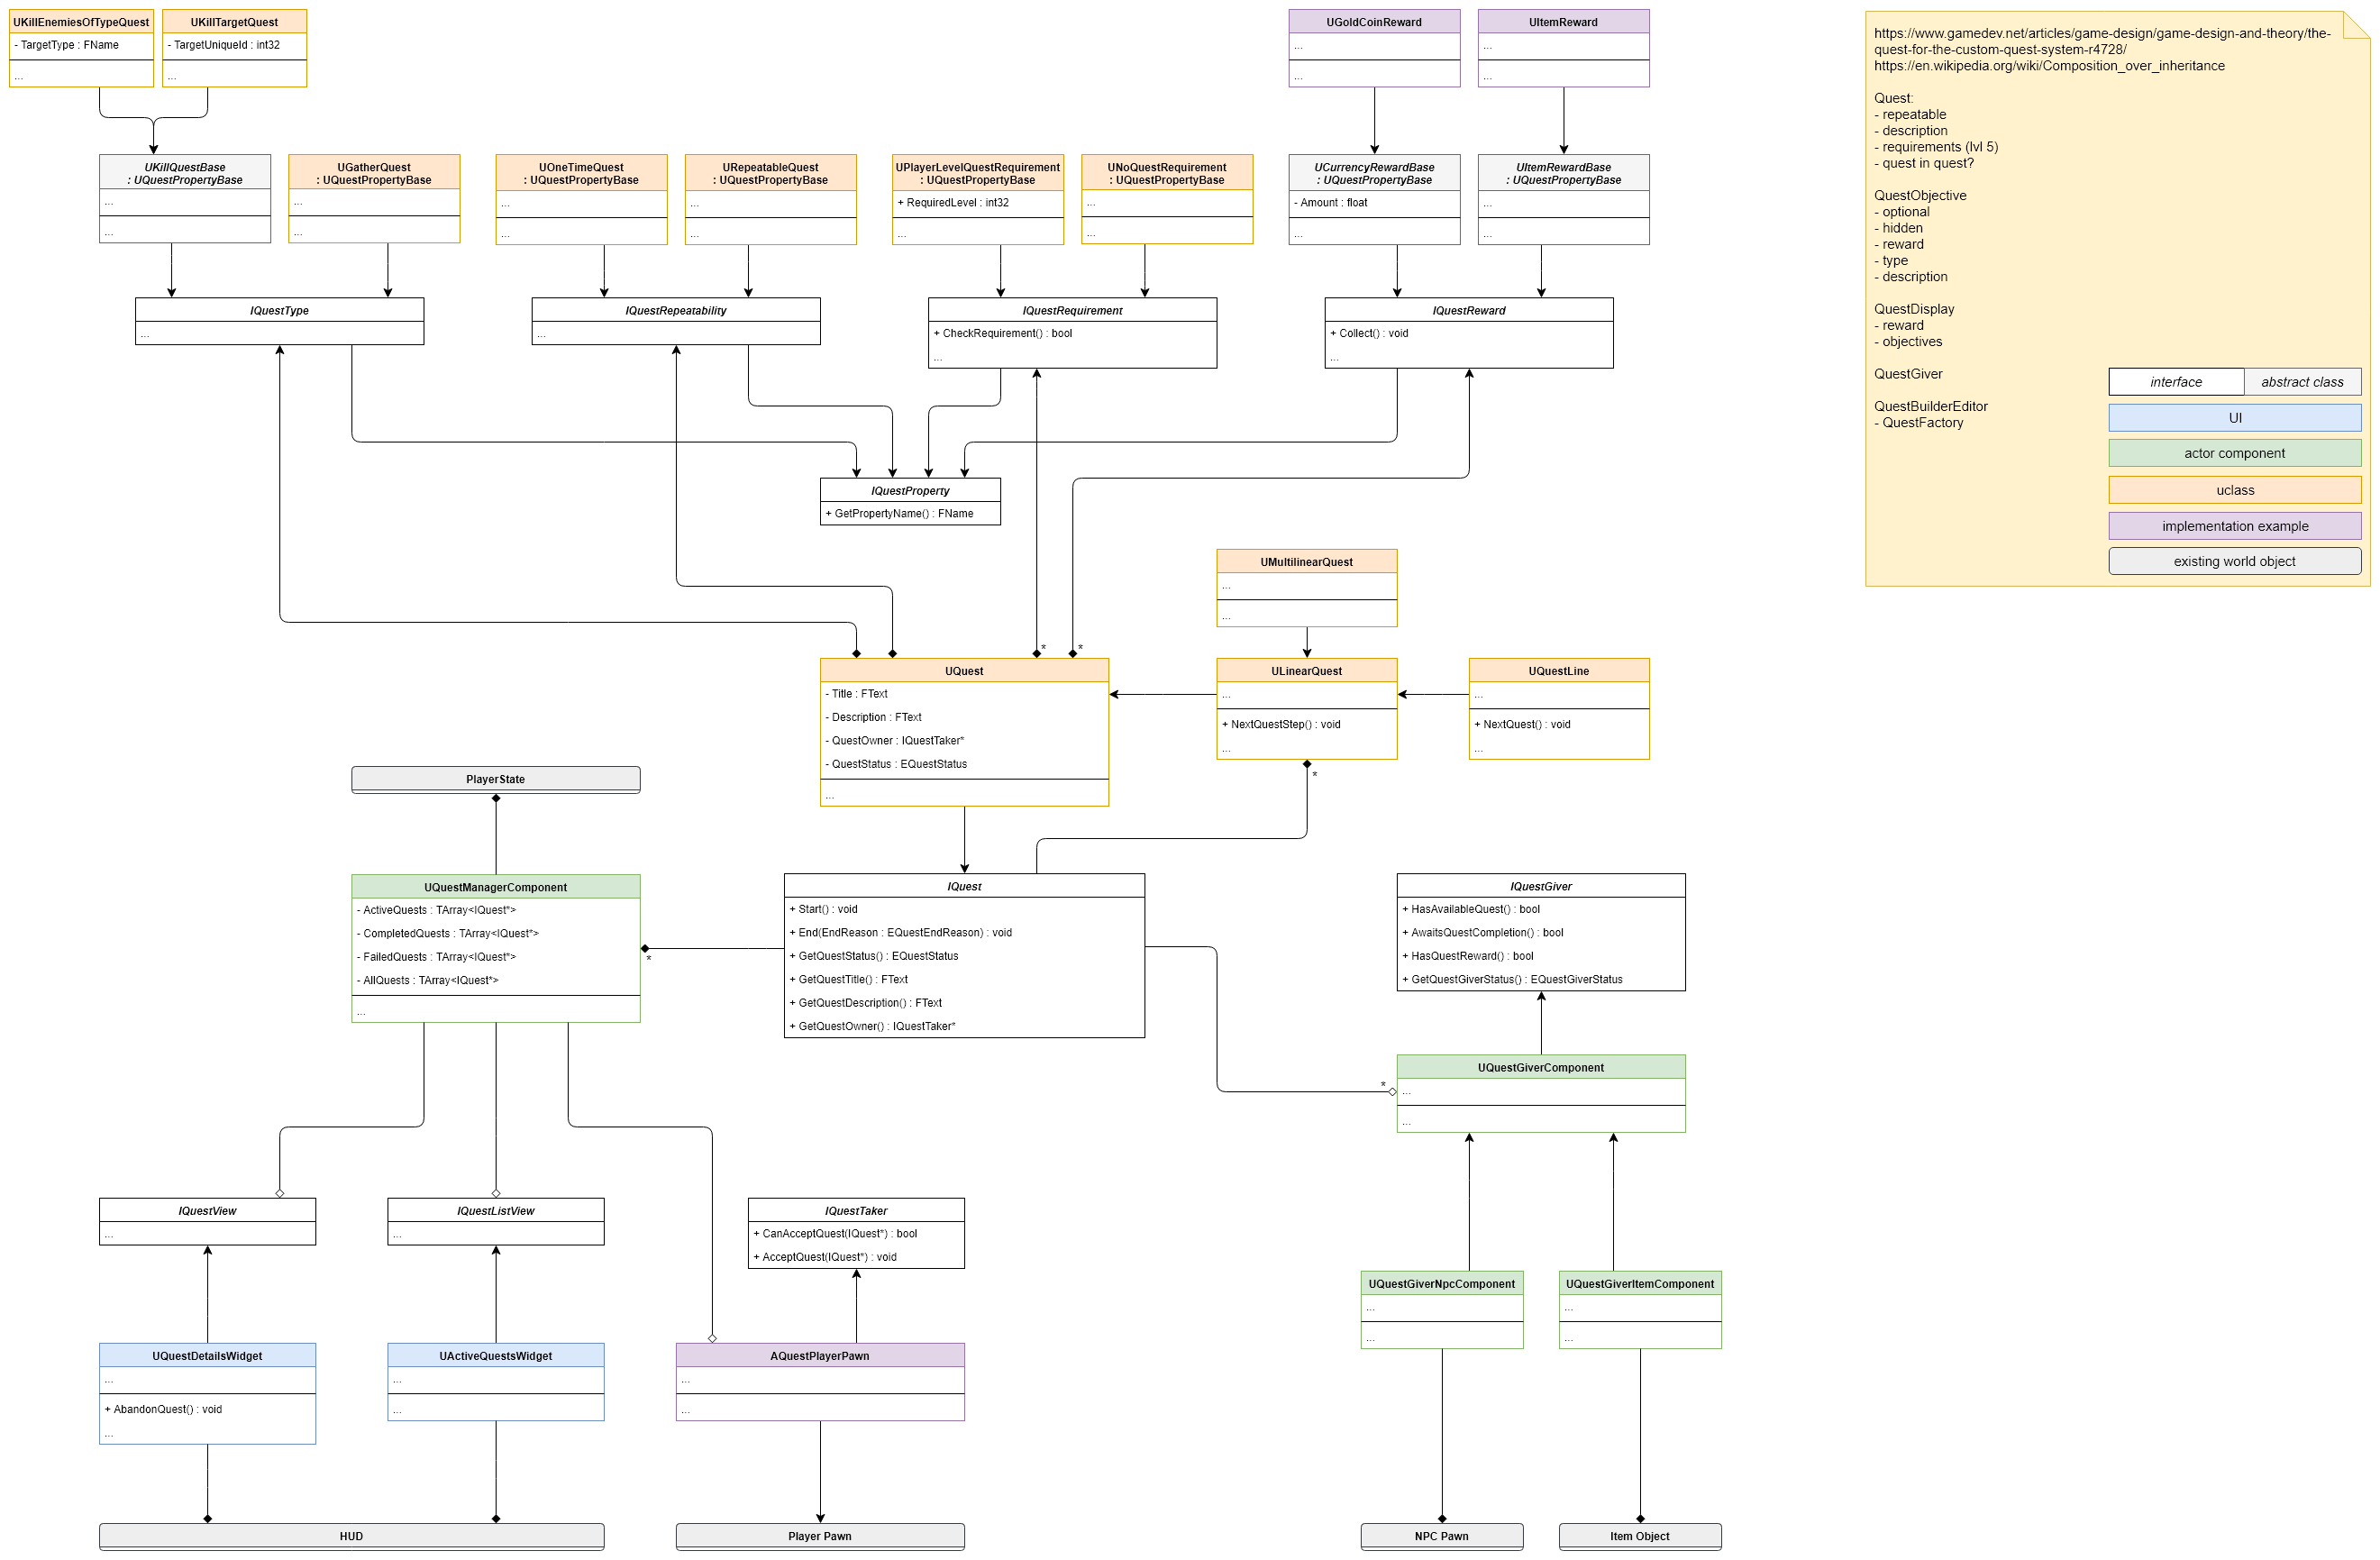 UKillEnemiesOfTypeQuest
- TargetType : FName
...
UKillTargetQuest
- TargetUniqueId : int32
...
UGoldCoinReward
...
...
UItemReward
...
...
https://www.gamedev.net/articles/game-design/game-design-and-theory/the-
quest-for-the-custom-quest-system-r4728/
https://en.wikipedia.org/wiki/Composition_over_inheritance
Quest:
- repeatable
- description
- requirements (lvl 5)
- quest in quest?
QuestObjective
- optional
- hidden
- reward
- type
- description
QuestDisplay
- reward
- objectives
QuestGiver
QuestBuilderEditor
- QuestFactory
interface
abstract class
UI
actor component
uclass
implementation example
existing world object
UKillQuestBase
: UQuestPropertyBase
...
...
UGatherQuest
: UQuestPropertyBase
...
...
UOneTimeQuest
: UQuestPropertyBase
...
...
URepeatableQuest
: UQuestPropertyBase
...
...
UPlayerLevelQuestRequirement
: UQuestPropertyBase
+ RequiredLevel : int32
...
UNoQuestRequirement
: UQuestPropertyBase
...
...
UCurrencyRewardBase
: UQuestPropertyBase
- Amount : float
...
UItemRewardBase
: UQuestPropertyBase
...
...
IQuestType
...
IQuestRepeatability
...
IQuestRequirement
+ CheckRequirement() : bool
...
IQuestReward
+ Collect() : void
...
IQuestProperty
+ GetPropertyName() : FName
UMultilinearQuest
...
...
*
*
UQuest
- Title : FText
- Description : FText
- QuestOwner : IQuestTaker*
- QuestStatus : EQuestStatus
...
ULinearQuest
...
+ NextQuestStep() : void
...
*
UQuestLine
...
+ NextQuest() : void
...
PlayerState
UQuestManagerComponent
- ActiveQuests : TArray<IQuest*>
- CompletedQuests : TArray<IQuest*>
- FailedQuests : TArray<IQuest*>
- AllQuests : TArray<IQuest*>
...
*
IQuest
+ Start() : void
+ End(EndReason : EQuestEndReason) : void
+ GetQuestStatus() : EQuestStatus
+ GetQuestTitle() : FText
+ GetQuestDescription() : FText
+ GetQuestOwner() : IQuestTaker*
IQuestGiver
+ HasAvailableQuest() : bool
+ AwaitsQuestCompletion() : bool
+ HasQuestReward() : bool
+ GetQuestGiverStatus() : EQuestGiverStatus
*
UQuestGiverComponent
...
...
IQuestView
...
IQuestListView
...
IQuestTaker
+ CanAcceptQuest(IQuest*) : bool
+ AcceptQuest(IQuest*) : void
UQuestGiverNpcComponent
...
...
UQuestGiverItemComponent
...
...
UQuestDetailsWidget
...
+ AbandonQuest() : void
...
UActiveQuestsWidget
...
...
AQuestPlayerPawn
...
...
HUD
Player Pawn
NPC Pawn
Item Object